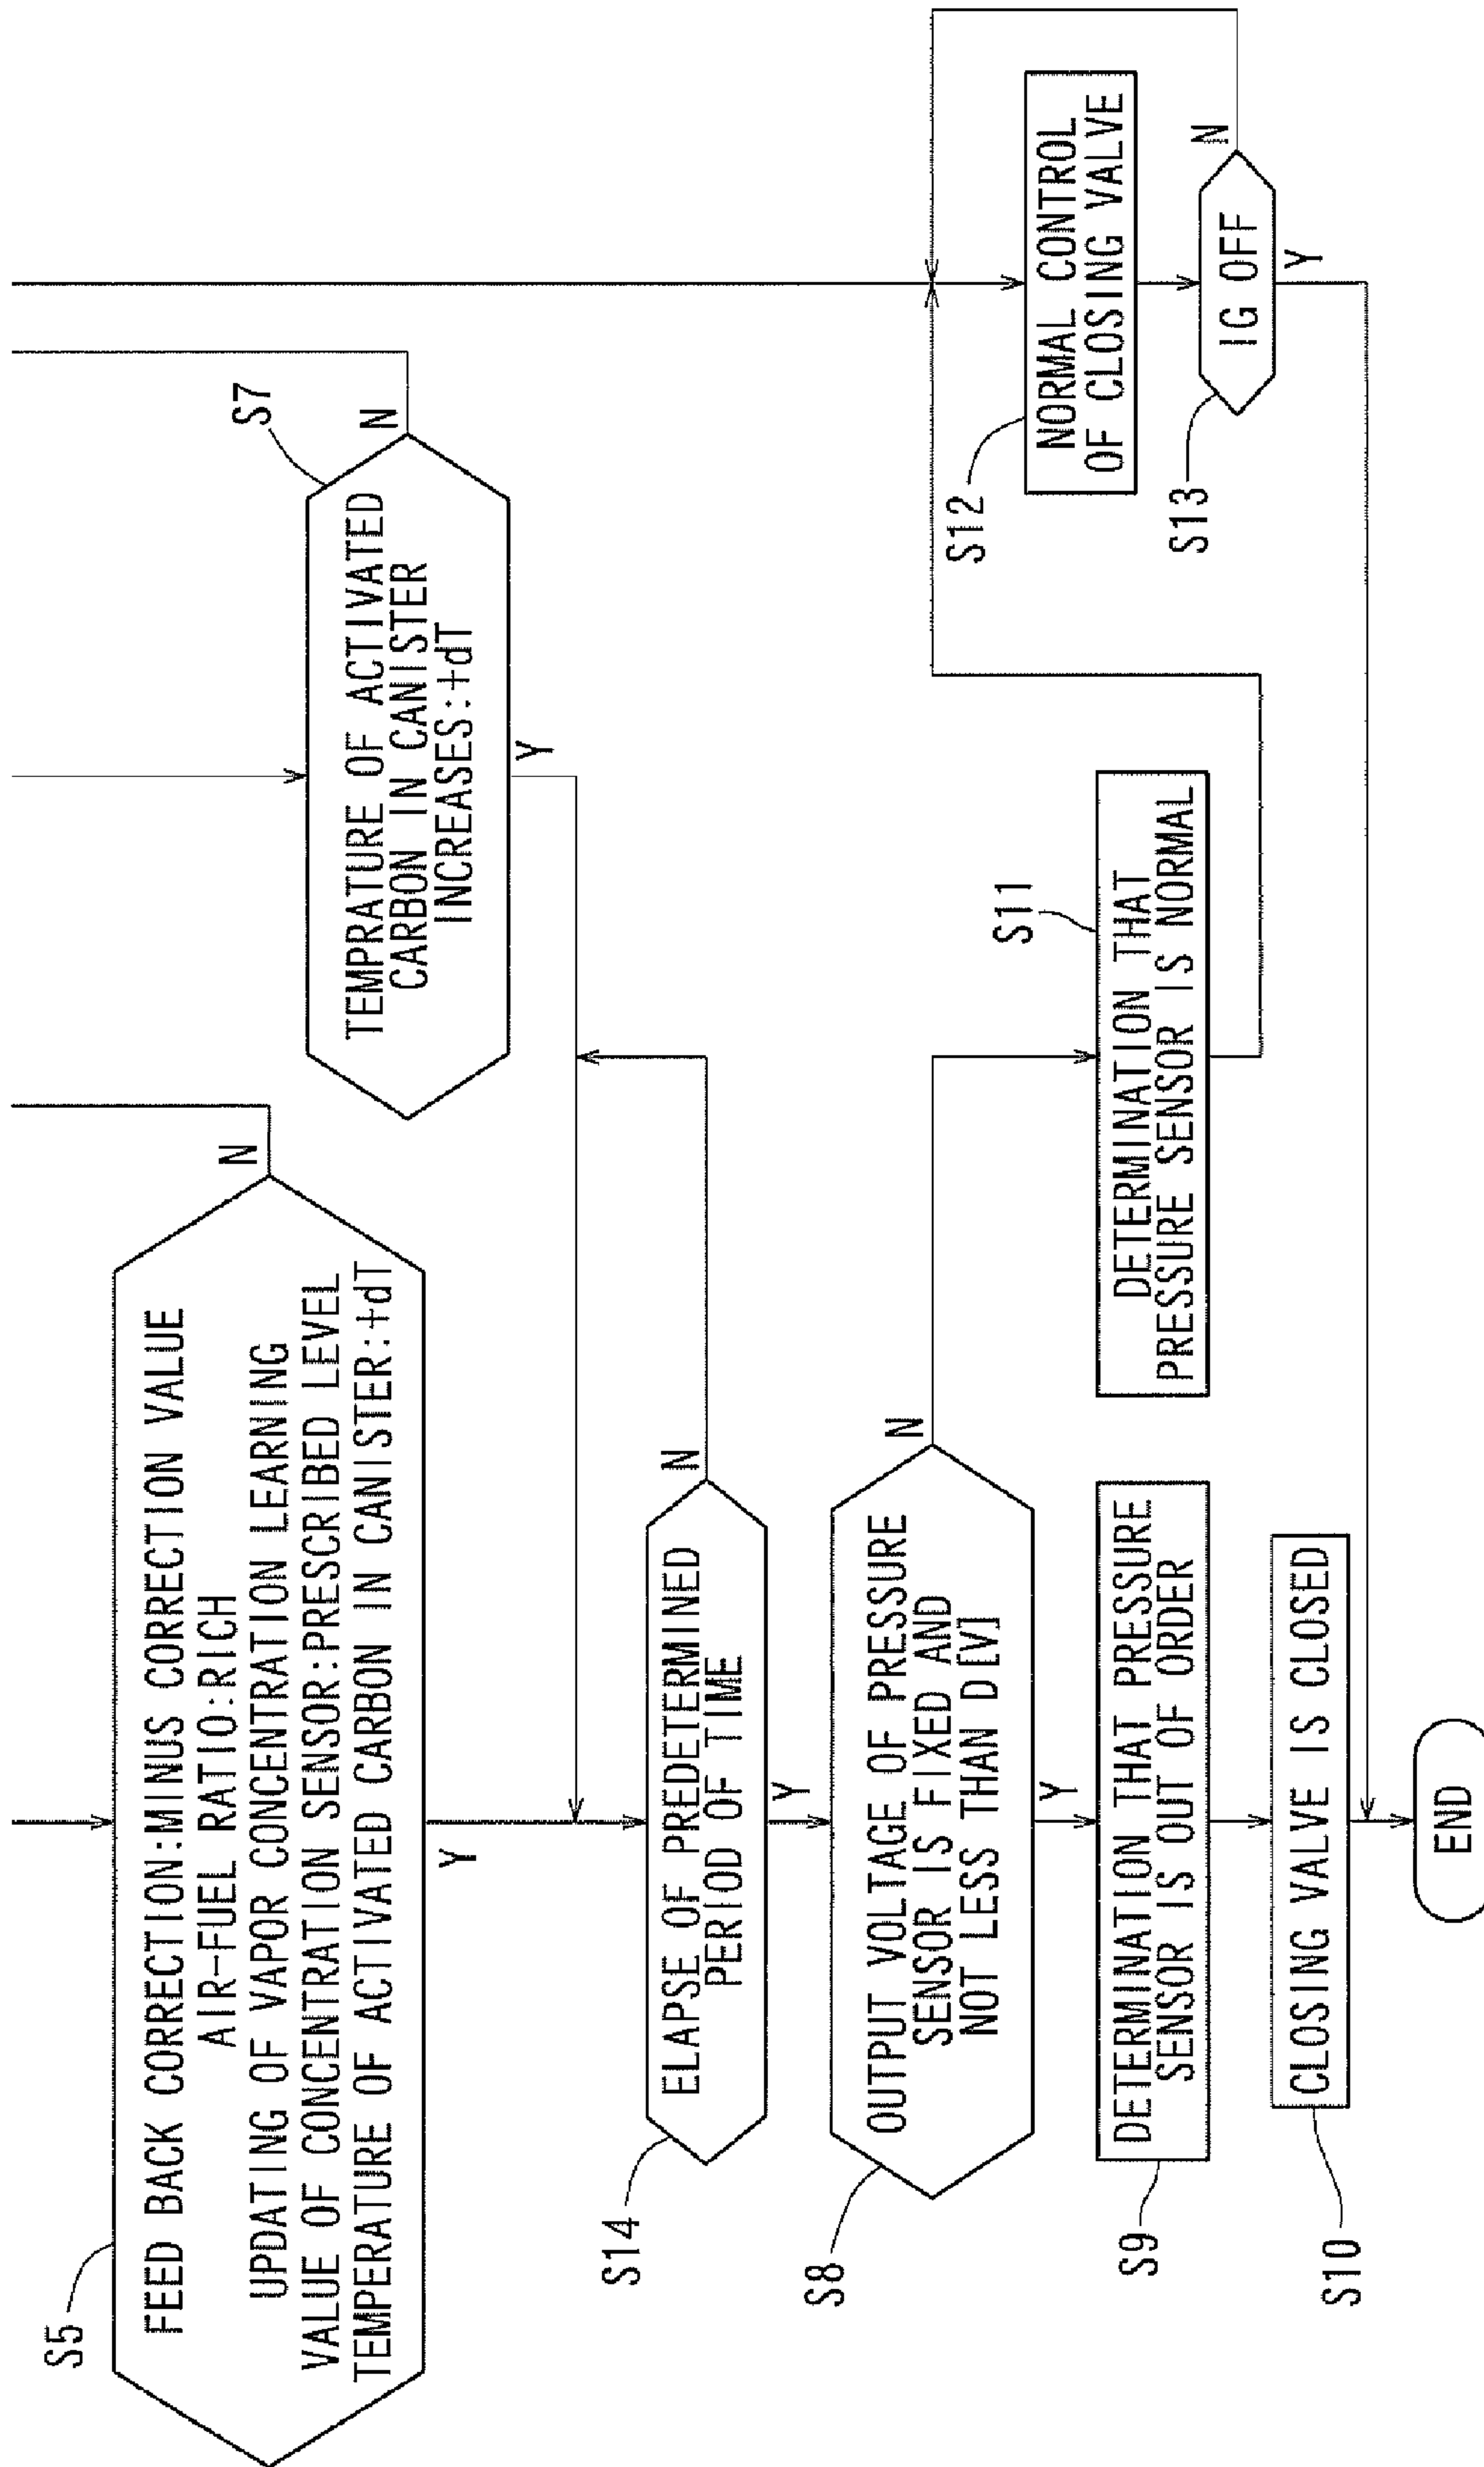 S5
FEED BACK CORRECTION:MINUS CORRECTION VALUE
AIR-FUEL RATIO:RICH
UPDATING OF VAPOR CONCENTRATION LEARNING
VALUE OF CONCENTRATION SENSOR:PRESCRIBED LEVEL
TEMPERATURE OF ACTIVATED CARBON IN CANISTER:+dT
N
Y
S7
TEMPRATURE OF ACTIVATED
CARBON IN CANISTER
INCREASES:+dT
N
Y
S14
ELAPSE OF PREDETERMINED
PERIOD OF TIME
N
Y
S8
OUTPUT VOLTAGE OF PRESSURE
SENSOR IS FIXED AND
NOT LESS THAN D[V]
N
Y
S9
DETERMINATION THAT PRESSURE
SENSOR IS OUT OF ORDER
S11
DETERMINATION THAT
PRESSURE SENSOR IS NORMAL
S12
NORMAL CONTROL
OF CLOSING VALVE
S13
IG OFF
N
Y
S10
CLOSING VALVE IS CLOSED
END